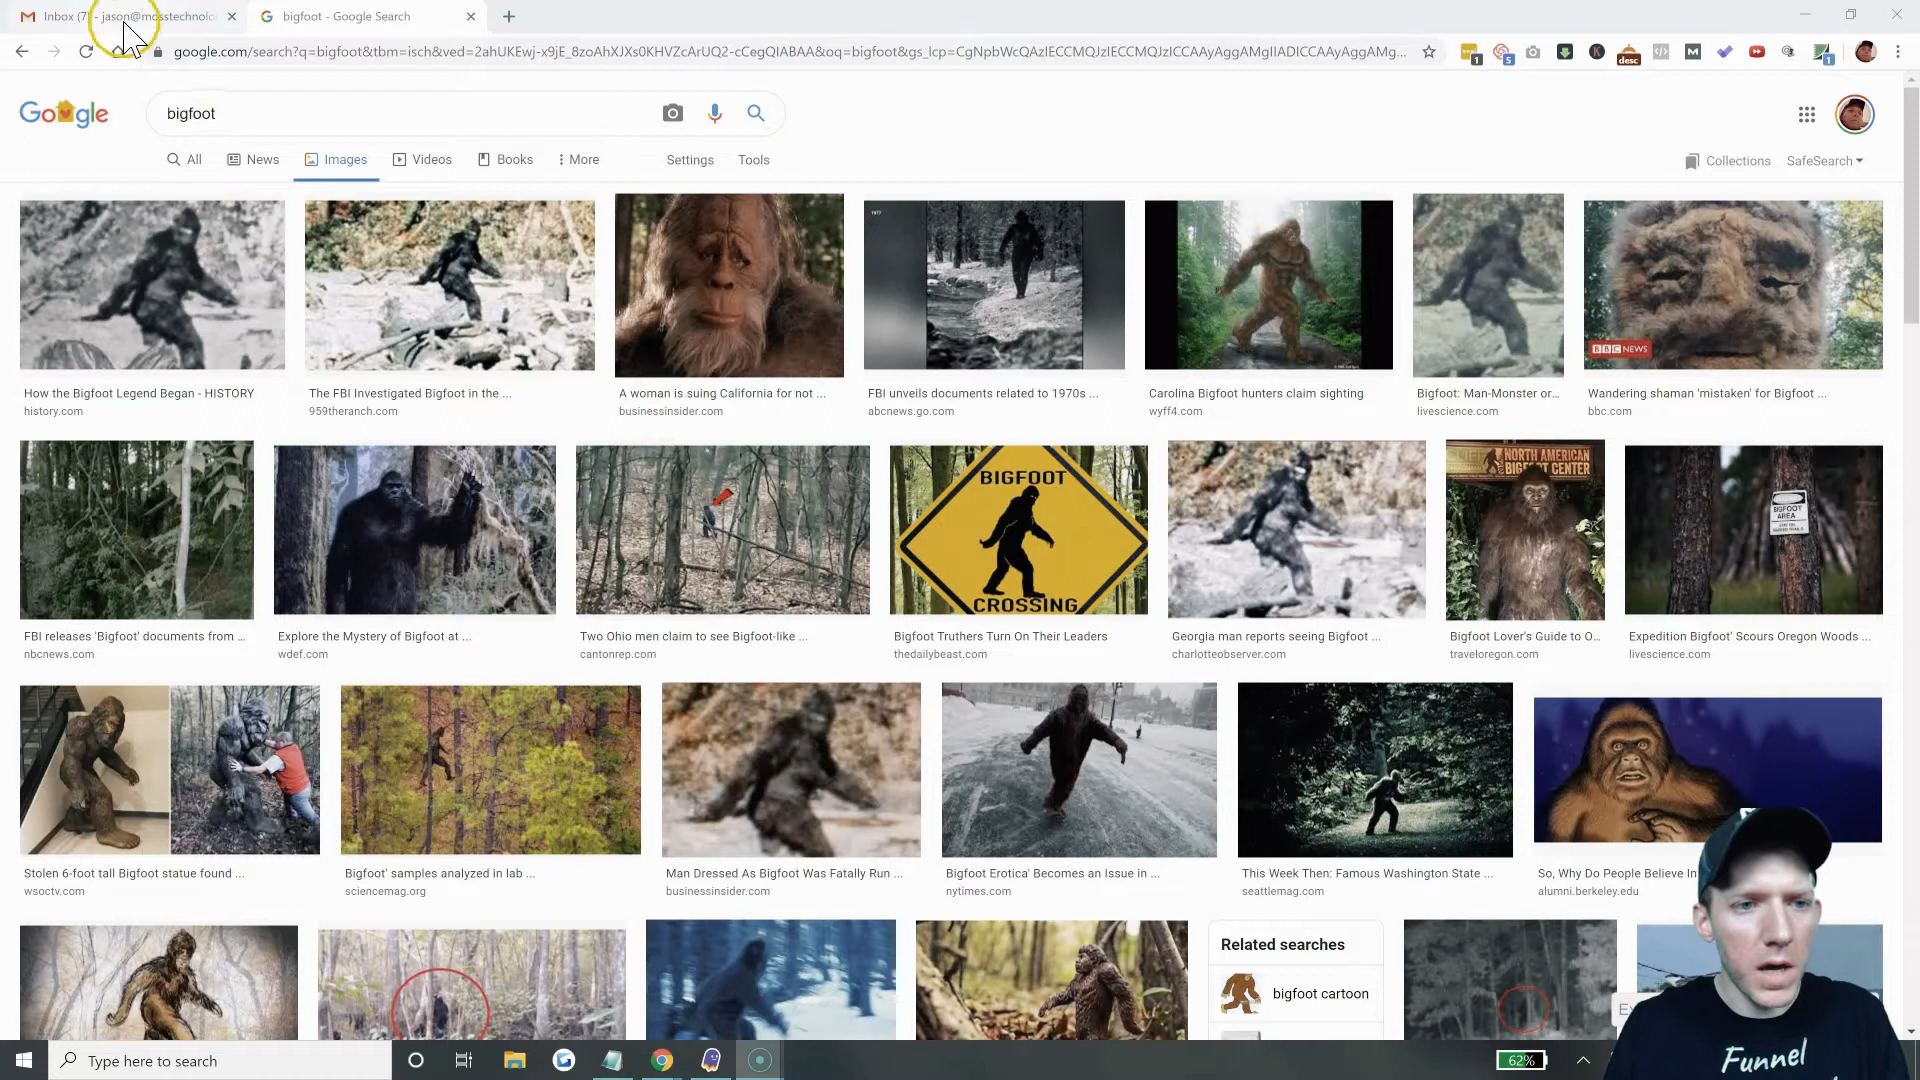 Inbox (7) - jason@mosstechnolo
bigfoot - Google Search
google.com/search?q=bigfoot&tbm=isch&ved=2ahUKEwj-x9jE_8zoAhXJXs0KHVZcArUQ2-cCegQIABAA&oq=bigfoot&gs_lcp=CgNpbWcQAzIECCMQJzIECCMQJzICCAAyAggAMgIIADICCAAyAggAMg...
1
5
desc
1
Google
bigfoot
All
News
Images
Videos
Books
More
Settings
Tools
Collections
SafeSearch
1977
BBC NEWS
How the Bigfoot Legend Began - HISTORY
history.com
The FBI Investigated Bigfoot in the ...
959theranch.com
A woman is suing California for not ...
businessinsider.com
FBI unveils documents related to 1970s ...
abcnews.go.com
Carolina Bigfoot hunters claim sighting
wyff4.com
Bigfoot: Man-Monster or...
livescience.com
Wandering shaman 'mistaken' for Bigfoot ...
bbc.com
BIGFOOT
CROSSING
NORTH AMERICAN
BIGFOOT CENTER
BIGFOOT
AREA
FBI releases 'Bigfoot' documents from ...
nbcnews.com
Explore the Mystery of Bigfoot at ...
wdef.com
Two Ohio men claim to see Bigfoot-like ...
cantonrep.com
Bigfoot Truthers Turn On Their Leaders
thedailybeast.com
Georgia man reports seeing Bigfoot ...
charlotteobserver.com
Bigfoot Lover's Guide to O...
traveloregon.com
Expedition Bigfoot' Scours Oregon Woods ...
livescience.com
Stolen 6-foot tall Bigfoot statue found ...
wsoctv.com
Bigfoot' samples analyzed in lab ...
sciencemag.org
Man Dressed As Bigfoot Was Fatally Run ...
businessinsider.com
Bigfoot Erotica' Becomes an Issue in ...
nytimes.com
This Week Then: Famous Washington State ...
seattlemag.com
So, Why Do People Believe In
alumni.berkeley.edu
Related searches
bigfoot cartoon
Type here to search
62%
Funnel